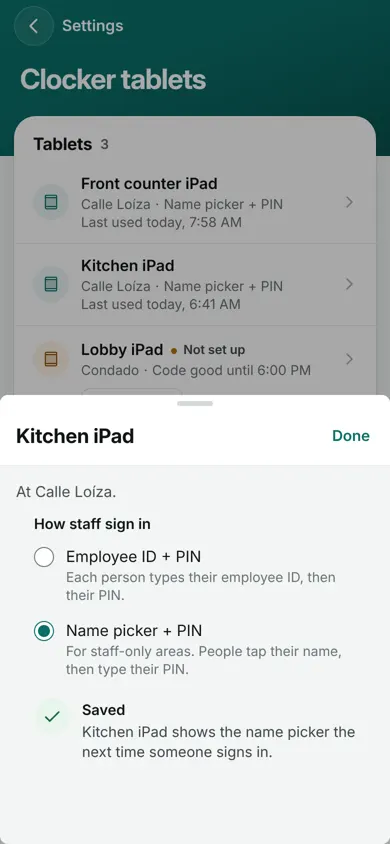 Settings
Clocker tablets
Tablets 3
Front counter iPad
Calle Loíza · Name picker + PIN
Last used today, 7:58 AM
Kitchen iPad
Calle Loíza · Name picker + PIN
Last used today, 6:41 AM
Lobby iPad Not set up
Condado · Code good until 6:00 PM
Kitchen iPad
Done
At Calle Loíza.
How staff sign in
Employee ID + PIN
Each person types their employee ID, then
their PIN.
Name picker + PIN
For staff-only areas. People tap their name,
then type their PIN.
Saved
Kitchen iPad shows the name picker the
next time someone signs in.